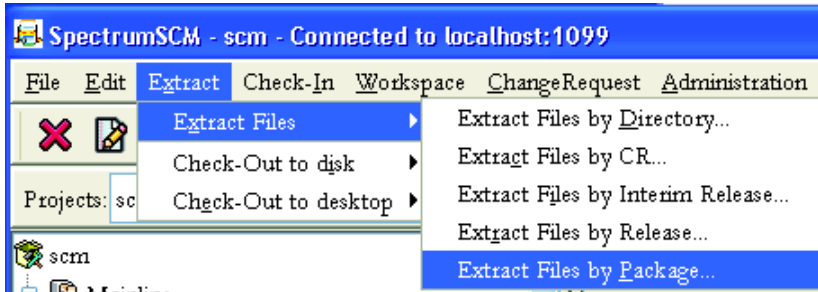 SpectrumSCM - scm - Connected to localhost:1099
File Edit Extract Check-In Workspace ChangeRequest Administration
Extract Files
Check-Out to disk
Check-Out to desktop
Extract Files by Directory...
Extract Files by CR...
Extract Files by Interim Release...
Extract Files by Release...
Extract Files by Package...
Projects: sc
scm